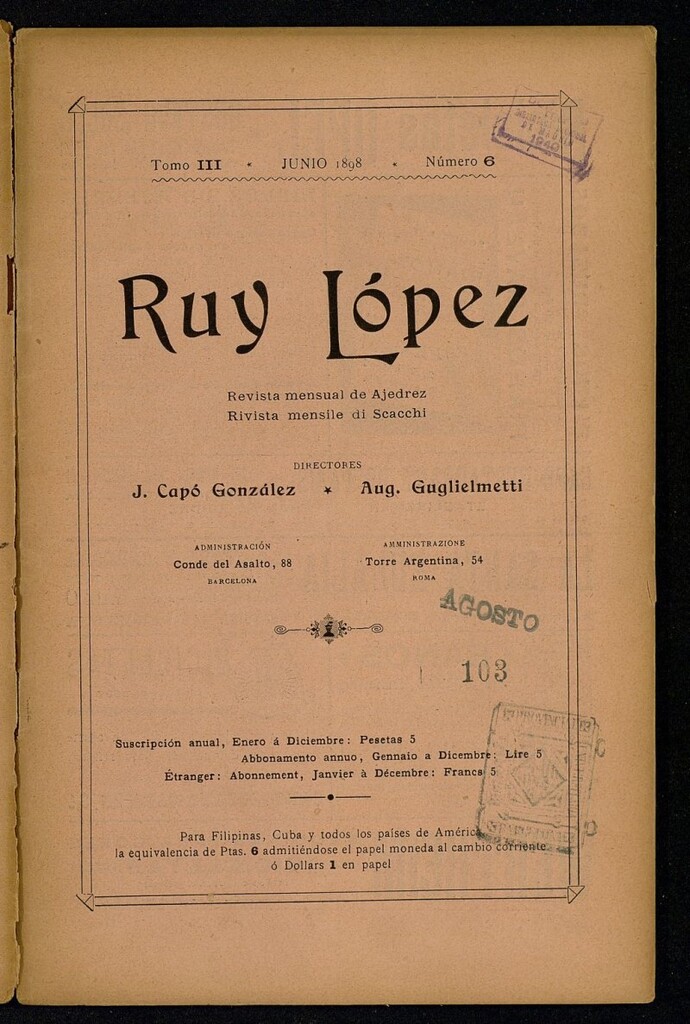 Tomo III * JUNIO 1898 * Número 6
Ruy López
Revista mensual de Ajedrez
Rivista mensile di Scacchi
DIRECTORES
J. Capó González ★ Aug. Guglielmetti
ADMINISTRACIÓN
Conde del Asalto, 88
BARCELONA
AMMINISTRAZIONE
Torre Argentina, 54
ROMA
AGOSTO
103
Suscripción anual, Enero á Diciembre: Pesetas 5
Abbonamento annuo, Gennaio a Dicembre: Lire 5
Étranger: Abonnement, Janvier à Décembre: Francs 5
Para Filipinas, Cuba y todos los países de América
la equivalencia de Ptas. 6 admitiéndose el papel moneda al cambio corriente
ó Dollars 1 en papel
1940